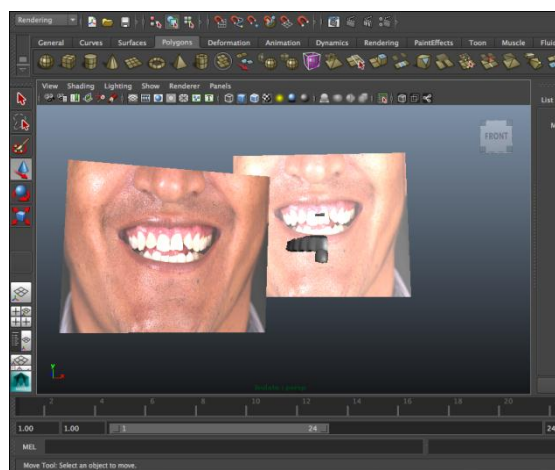 Rendering
General Curves Surfaces Polygons Deformation Animation Dynamics Rendering PaintEffects Toon Muscle Flui
View Shading Lighting Show Renderer Panels
List
FRONT
2 4 6 8 10 12 14 16 18 20
1.00 1.00 1 24 24
MEL
Move Tool: Select an object to move.